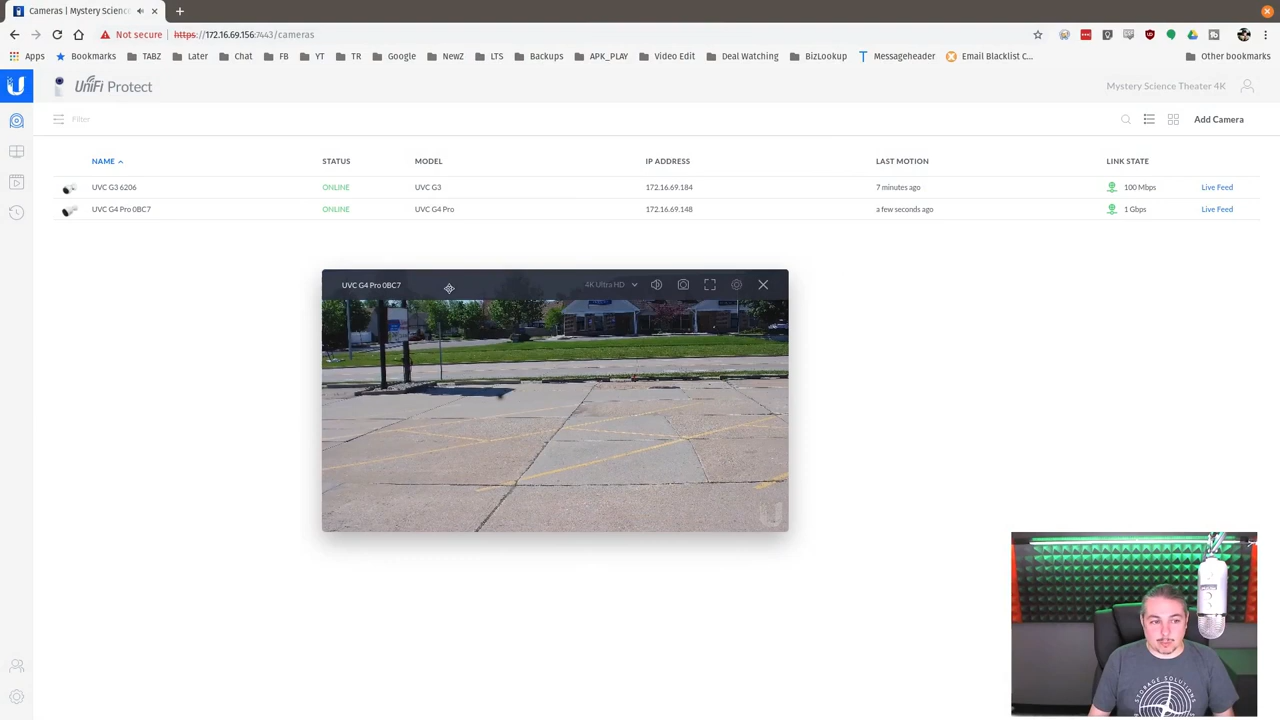 Cameras | Mystery Science
Not secure https://172.16.69.156:7443/cameras
Apps Bookmarks TABZ Later Chat FB YT TR Google NewZ LTS Backups APK_PLAY Video Edit Deal Watching BizLookup Messageheader Email Blacklist C... Other bookmarks
UniFi Protect Mystery Science Theater 4K
Filter Add Camera
NAME STATUS MODEL IP ADDRESS LAST MOTION LINK STATE
UVC G3 6206 ONLINE UVC G3 172.16.69.184 7 minutes ago 100 Mbps Live Feed
UVC G4 Pro 0BC7 ONLINE UVC G4 Pro 172.16.69.148 a few seconds ago 1 Gbps Live Feed
UVC G4 Pro 0BC7 4K Ultra HD
STORAGE SOLUTIONS